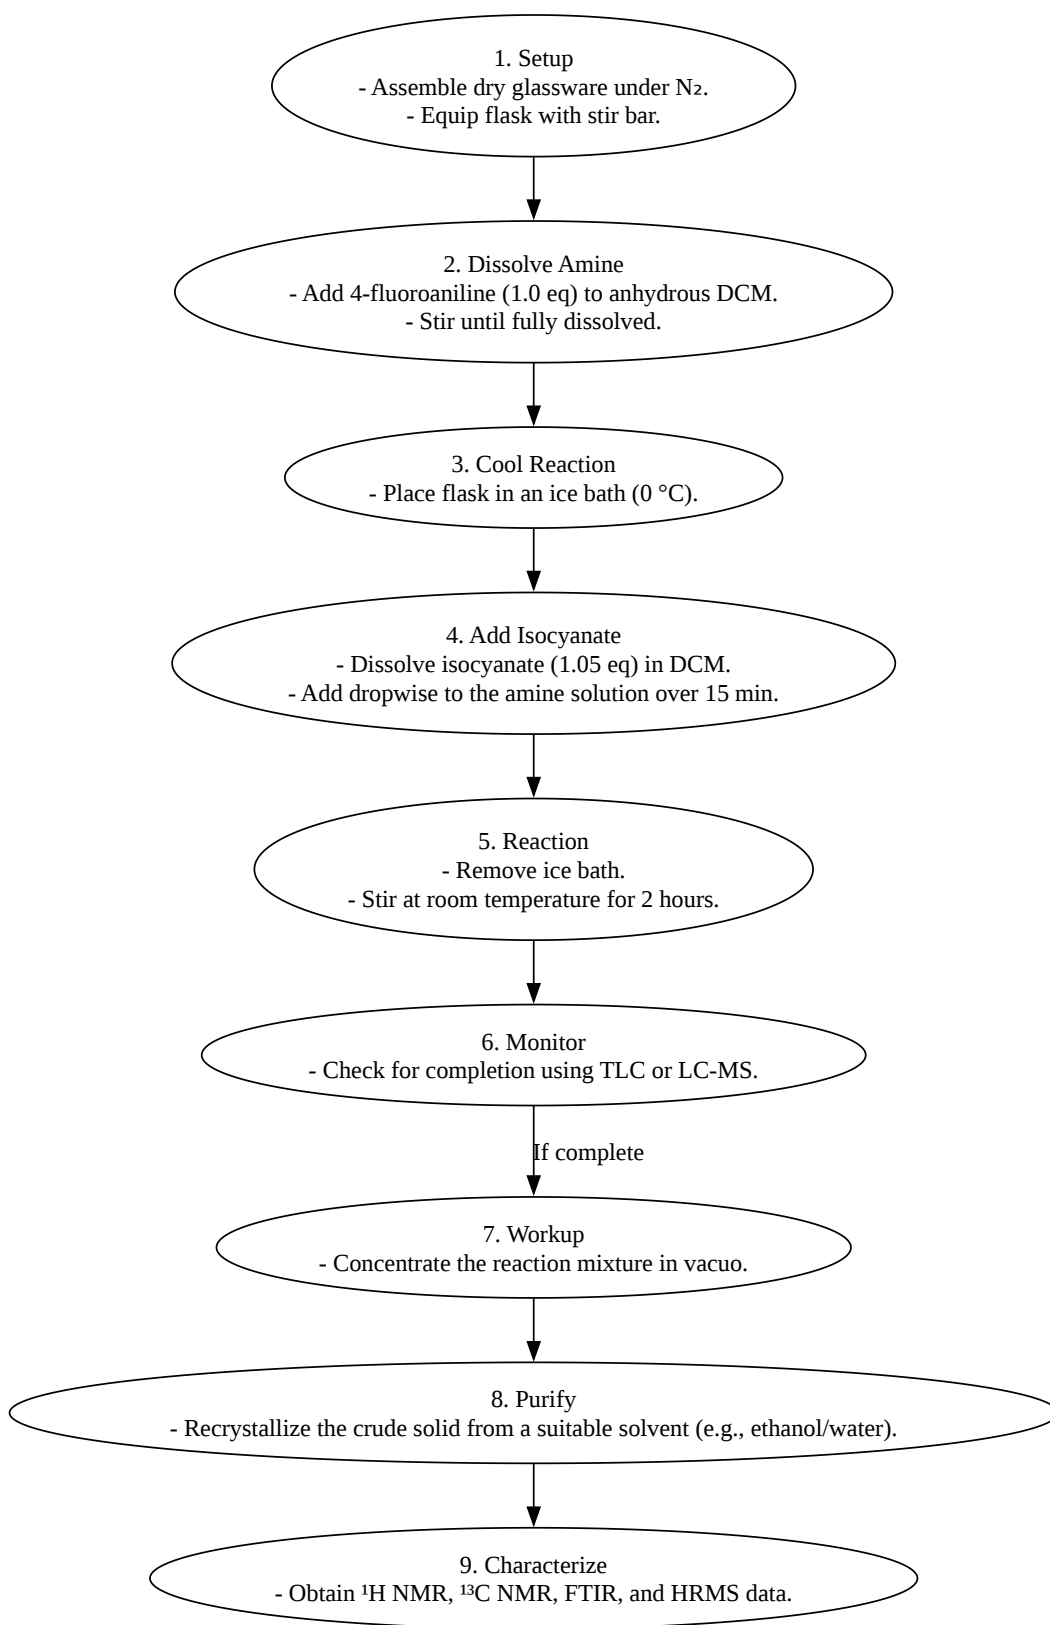 1. Setup
- Assemble dry glassware under N₂.
- Equip flask with stir bar.
2. Dissolve Amine
- Add 4-fluoroaniline (1.0 eq) to anhydrous DCM.
- Stir until fully dissolved.
3. Cool Reaction
- Place flask in an ice bath (0 °C).
4. Add Isocyanate
- Dissolve isocyanate (1.05 eq) in DCM.
- Add dropwise to the amine solution over 15 min.
5. Reaction
- Remove ice bath.
- Stir at room temperature for 2 hours.
6. Monitor
- Check for completion using TLC or LC-MS.
If complete
7. Workup
- Concentrate the reaction mixture in vacuo.
8. Purify
- Recrystallize the crude solid from a suitable solvent (e.g., ethanol/water).
9. Characterize
- Obtain ¹H NMR, ¹³C NMR, FTIR, and HRMS data.